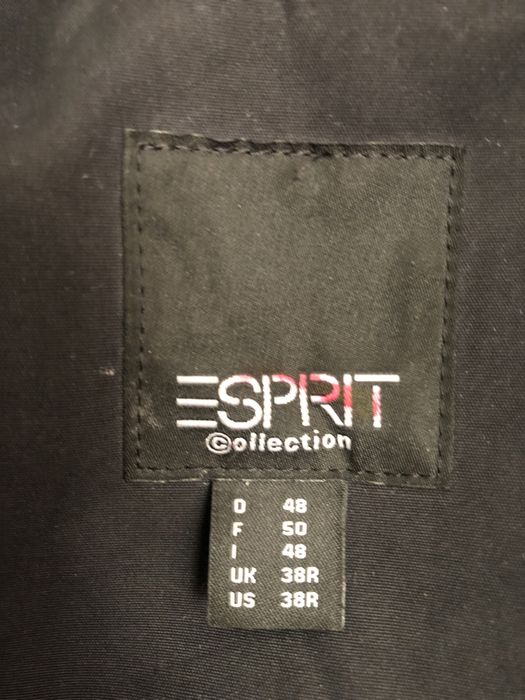 ESPRIT
©ollection
D 48
F 50
I 48
UK 38R
US 38R